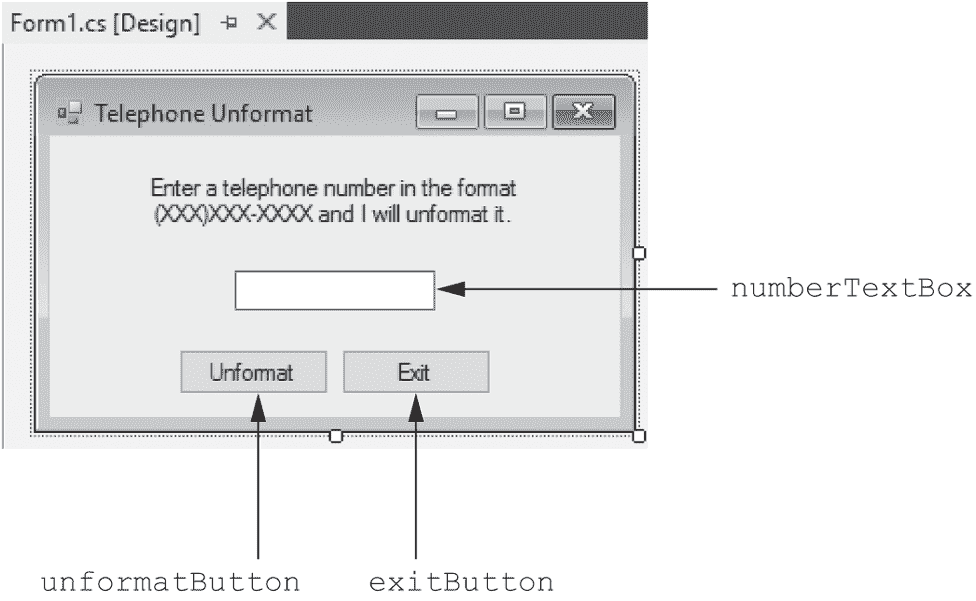 Form1.cs [Design]
Telephone Unformat
Enter a telephone number in the format
(XXX)XXX-XXXX and I will unformat it.
numberTextBox
Unformat
Exit
unformatButton
exitButton